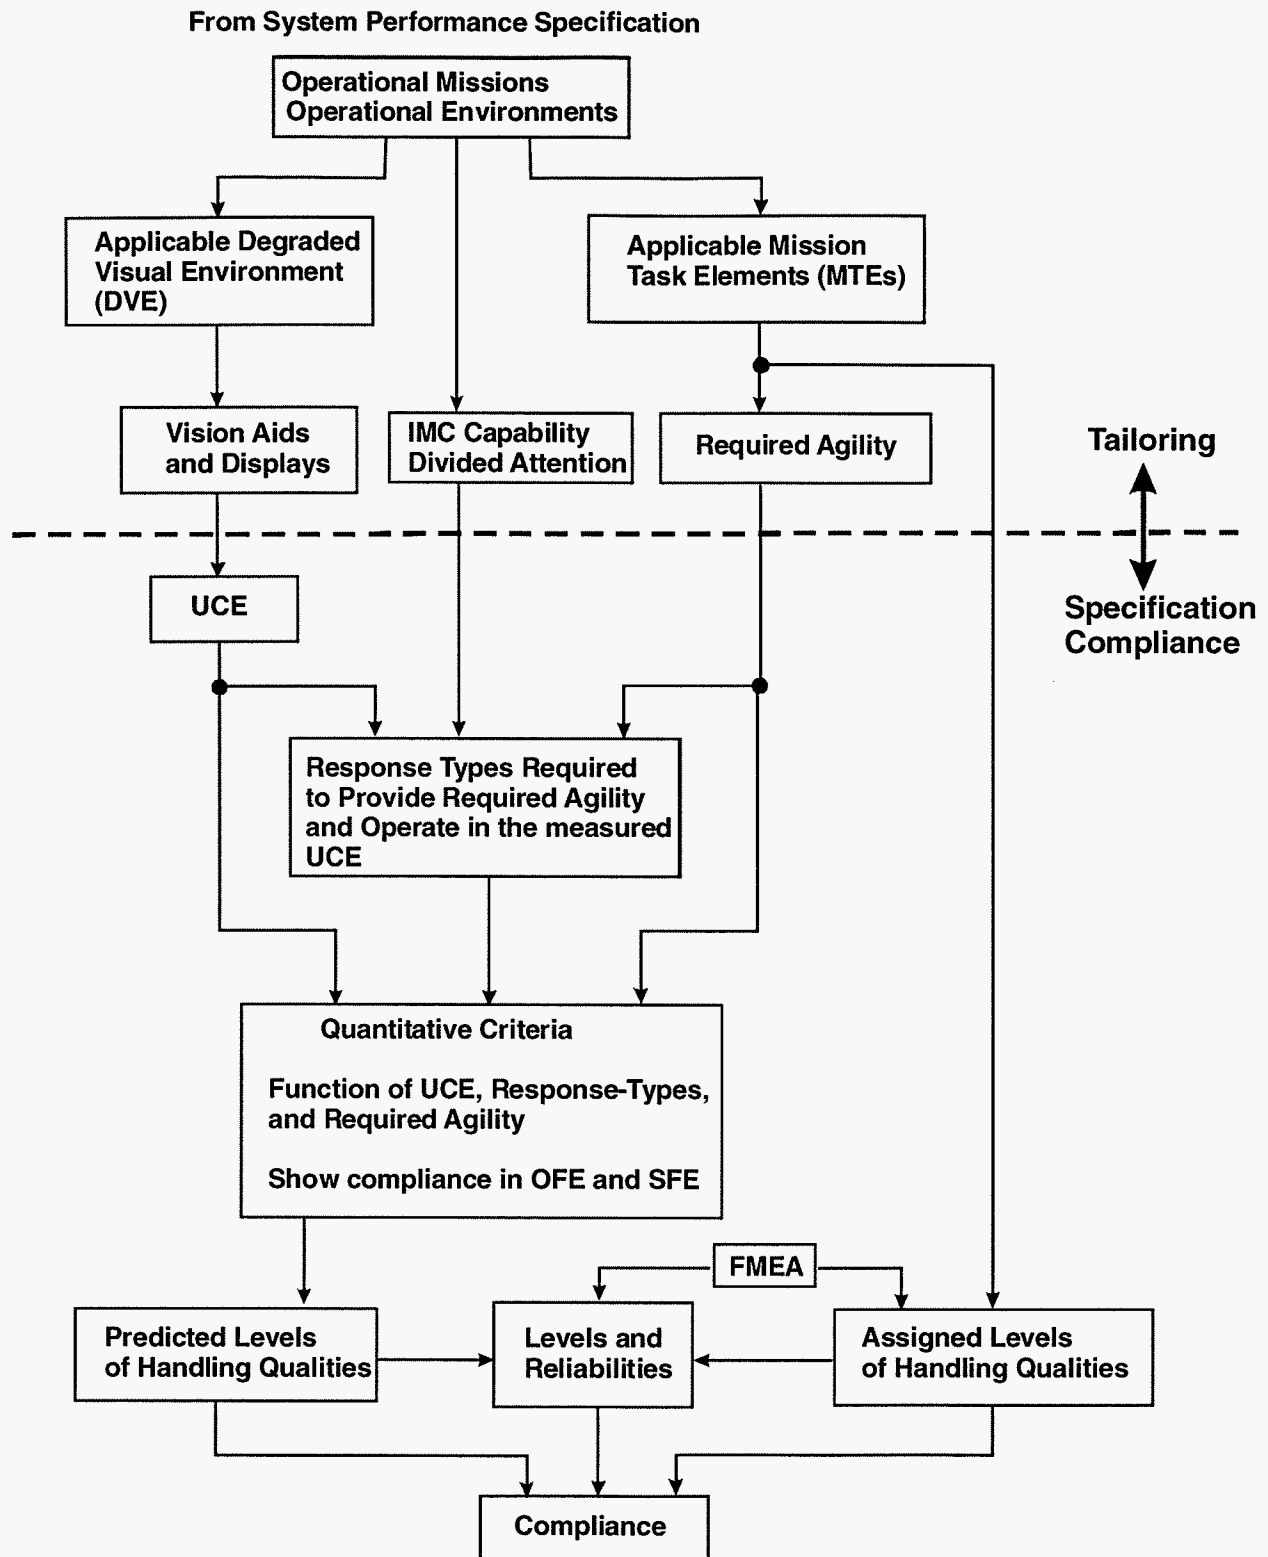 From System Performance Specification
Operational Missions
Operational Environments
Applicable Degraded
Visual Environment
(DVE)
Applicable Mission
Task Elements (MTEs)
Vision Aids
and Displays
IMC Capability
Divided Attention
Required Agility
Tailoring
UCE
Specification
Compliance
Response Types Required
to Provide Required Agility
and Operate in the measured
UCE
Quantitative Criteria
Function of UCE, Response-Types,
and Required Agility
Show compliance in OFE and SFE
FMEA
Predicted Levels
of Handling Qualities
Levels and
Reliabilities
Assigned Levels
of Handling Qualities
Compliance